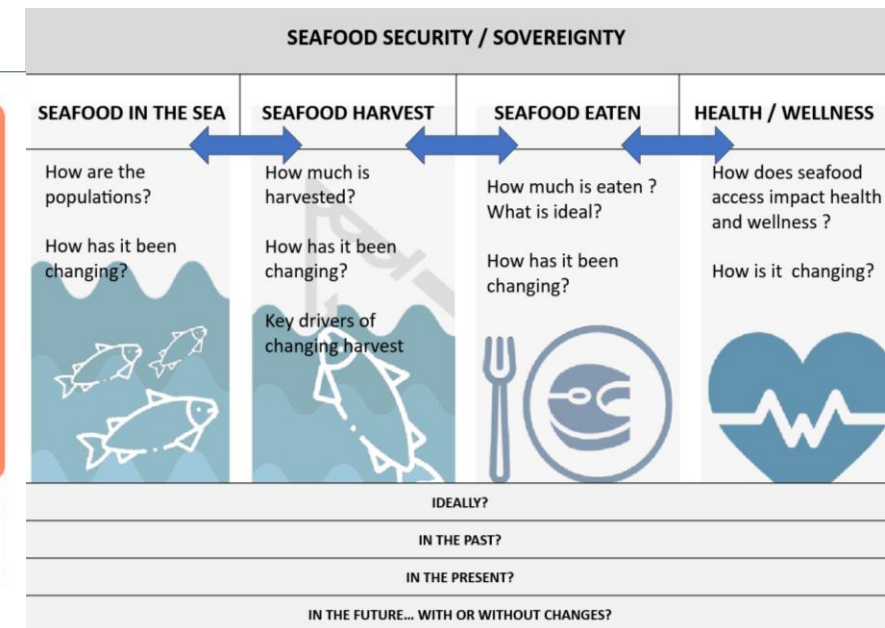 SEAFOOD SECURITY / SOVEREIGNTY
SEAFOOD IN THE SEA
How are the
populations?
How has it been
changing?
SEAFOOD HARVEST
How much is
harvested?
How has it been
changing?
Key drivers of
changing harvest
SEAFOOD EATEN
How much is eaten ?
What is ideal?
How has it been
changing?
HEALTH / WELLNESS
How does seafood
access impact health
and wellness ?
How is it changing?
IDEALLY?
IN THE PAST?
IN THE PRESENT?
IN THE FUTURE... WITH OR WITHOUT CHANGES?